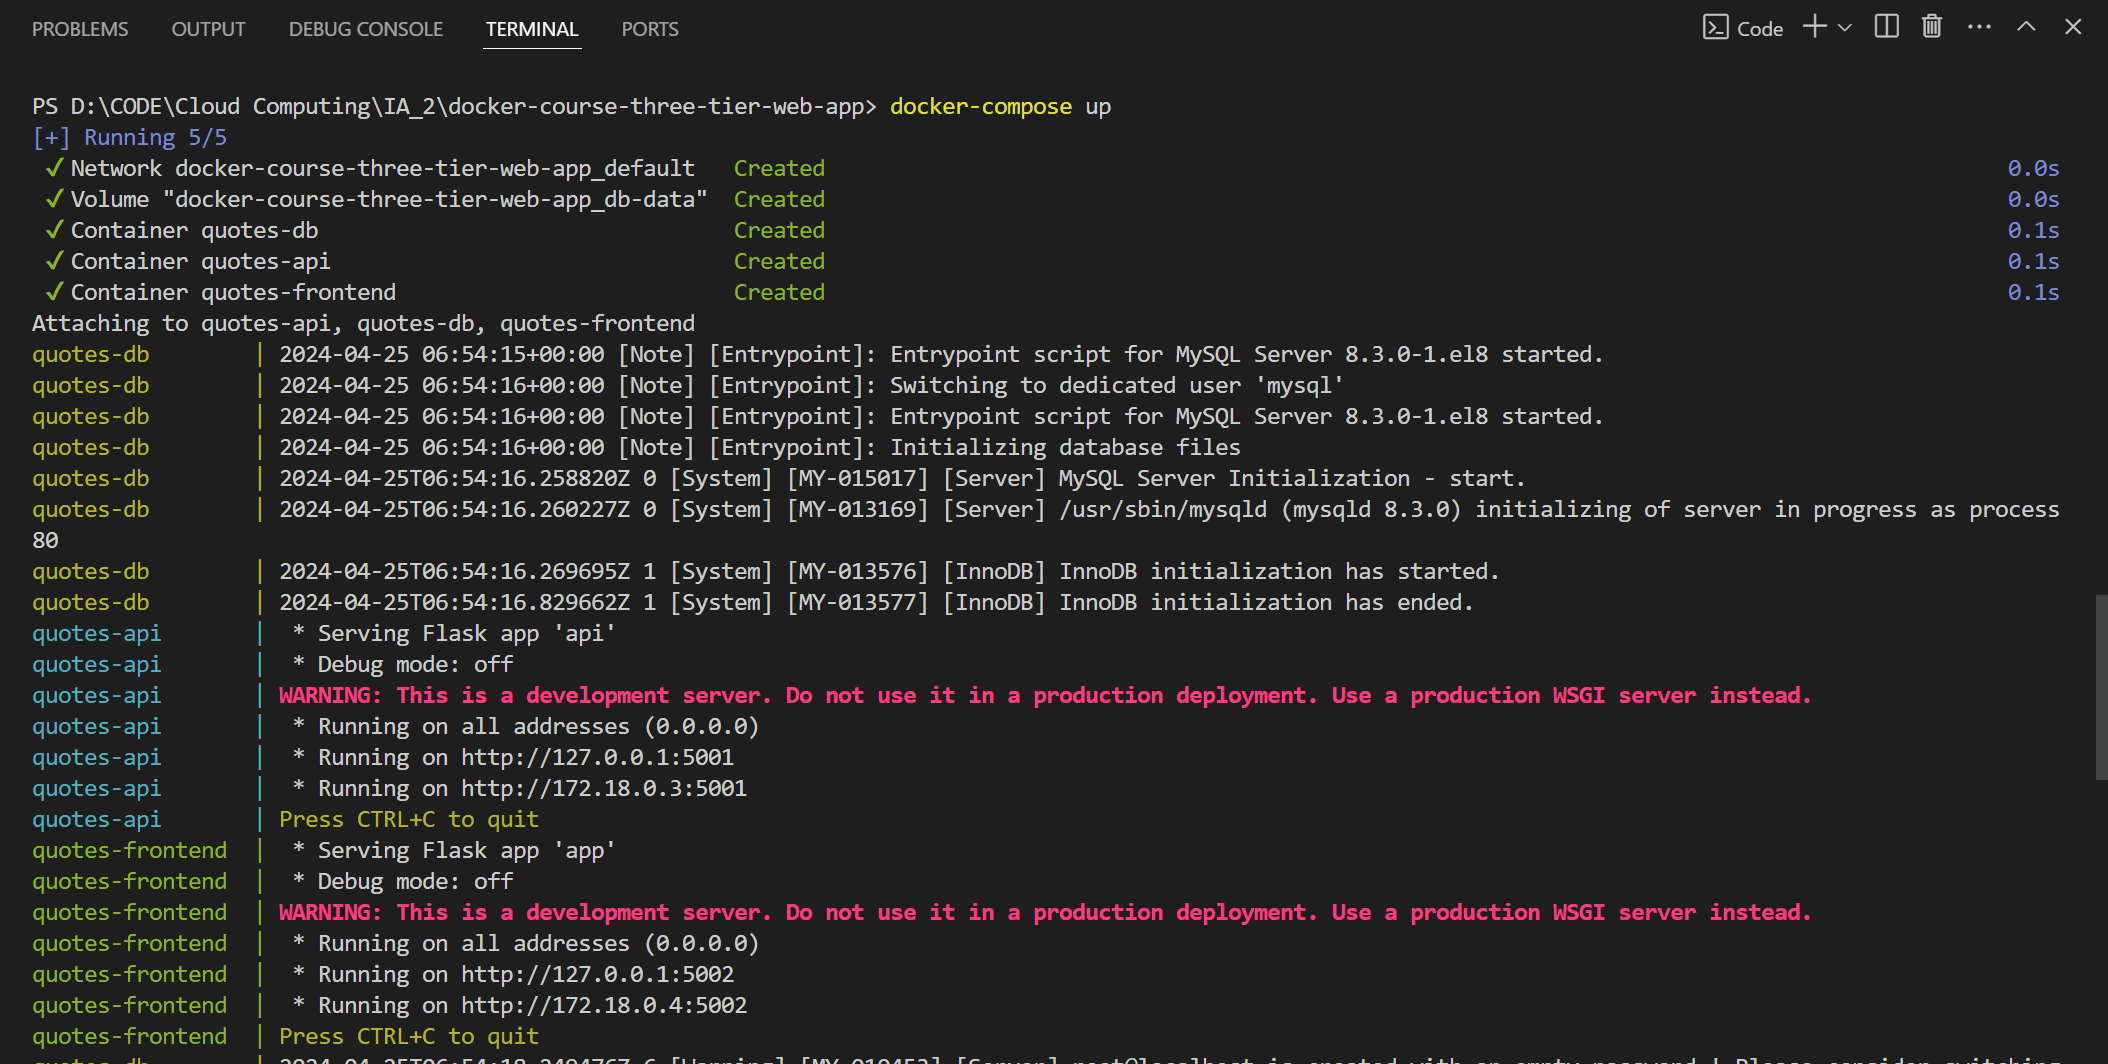 PROBLEMS OUTPUT DEBUG CONSOLE TERMINAL PORTS Code
PS D:\CODE\Cloud Computing\IA_2\docker-course-three-tier-web-app> docker-compose up
[+] Running 5/5
✓ Network docker-course-three-tier-web-app_default Created 0.0s
✓ Volume "docker-course-three-tier-web-app_db-data" Created 0.0s
✓ Container quotes-db Created 0.1s
✓ Container quotes-api Created 0.1s
✓ Container quotes-frontend Created 0.1s
Attaching to quotes-api, quotes-db, quotes-frontend
quotes-db | 2024-04-25 06:54:15+00:00 [Note] [Entrypoint]: Entrypoint script for MySQL Server 8.3.0-1.el8 started.
quotes-db | 2024-04-25 06:54:16+00:00 [Note] [Entrypoint]: Switching to dedicated user 'mysql'
quotes-db | 2024-04-25 06:54:16+00:00 [Note] [Entrypoint]: Entrypoint script for MySQL Server 8.3.0-1.el8 started.
quotes-db | 2024-04-25 06:54:16+00:00 [Note] [Entrypoint]: Initializing database files
quotes-db | 2024-04-25T06:54:16.258820Z 0 [System] [MY-015017] [Server] MySQL Server Initialization - start.
quotes-db | 2024-04-25T06:54:16.260227Z 0 [System] [MY-013169] [Server] /usr/sbin/mysqld (mysqld 8.3.0) initializing of server in progress as process
80
quotes-db | 2024-04-25T06:54:16.269695Z 1 [System] [MY-013576] [InnoDB] InnoDB initialization has started.
quotes-db | 2024-04-25T06:54:16.829662Z 1 [System] [MY-013577] [InnoDB] InnoDB initialization has ended.
quotes-api | * Serving Flask app 'api'
quotes-api | * Debug mode: off
quotes-api | WARNING: This is a development server. Do not use it in a production deployment. Use a production WSGI server instead.
quotes-api | * Running on all addresses (0.0.0.0)
quotes-api | * Running on http://127.0.0.1:5001
quotes-api | * Running on http://172.18.0.3:5001
quotes-api | Press CTRL+C to quit
quotes-frontend | * Serving Flask app 'app'
quotes-frontend | * Debug mode: off
quotes-frontend | WARNING: This is a development server. Do not use it in a production deployment. Use a production WSGI server instead.
quotes-frontend | * Running on all addresses (0.0.0.0)
quotes-frontend | * Running on http://127.0.0.1:5002
quotes-frontend | * Running on http://172.18.0.4:5002
quotes-frontend | Press CTRL+C to quit
quotes-db | [Warning] [Server] root@localhost is created with an empty password ! Please consider switching